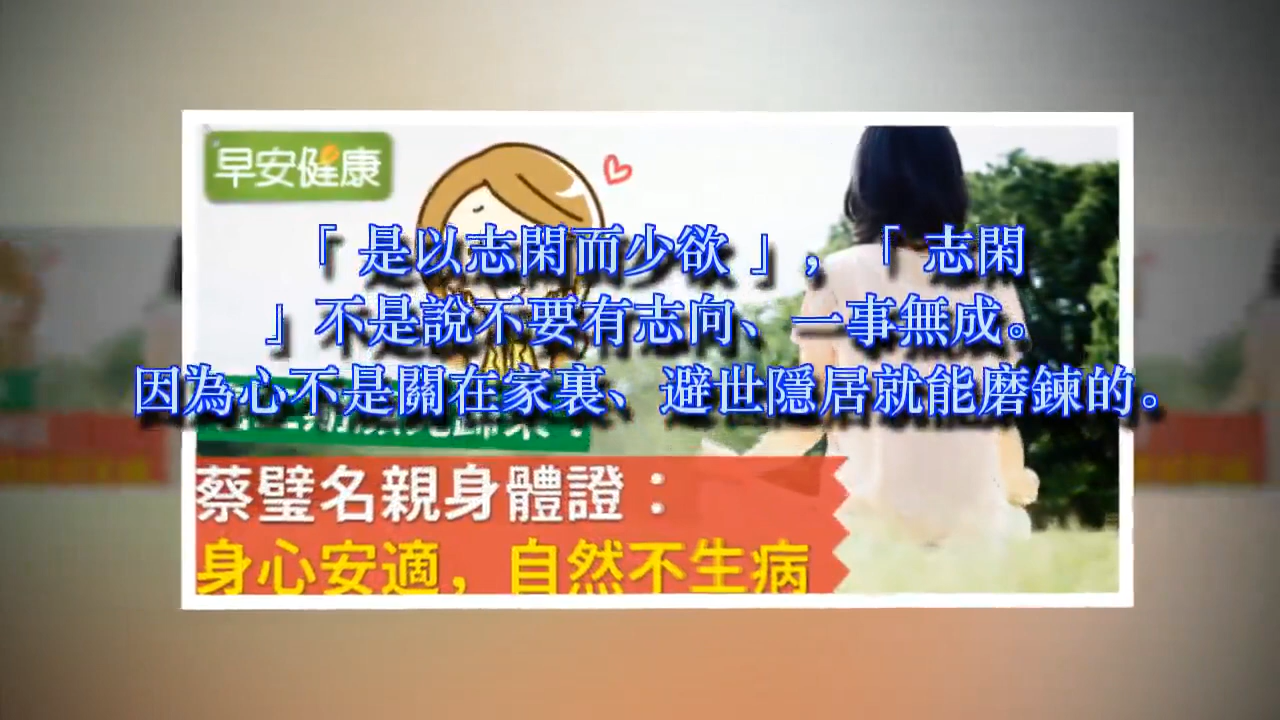 早安健康
「 是以志閑而少欲 」，「 志閑
」不是說不要有志向、一事無成。
因為心不是關在家裏、避世隱居就能磨鍊的。
蔡璧名親身體證：
身心安適，自然不生病